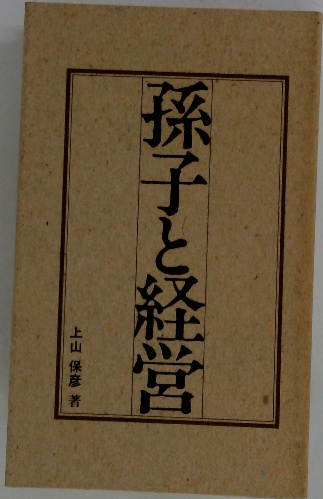 孫子と経営
上山 保彦 著